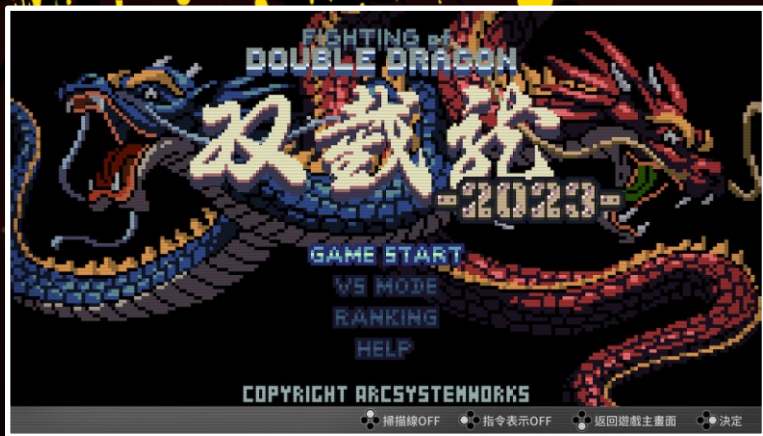 FIGHTING of
DOUBLE DRAGON
双截龍
-2023-
GAME START
VS MODE
RANKING
HELP
COPYRIGHT ARCSYSTEMWORKS
掃描線OFF 指令表示OFF 返回遊戲主畫面 決定